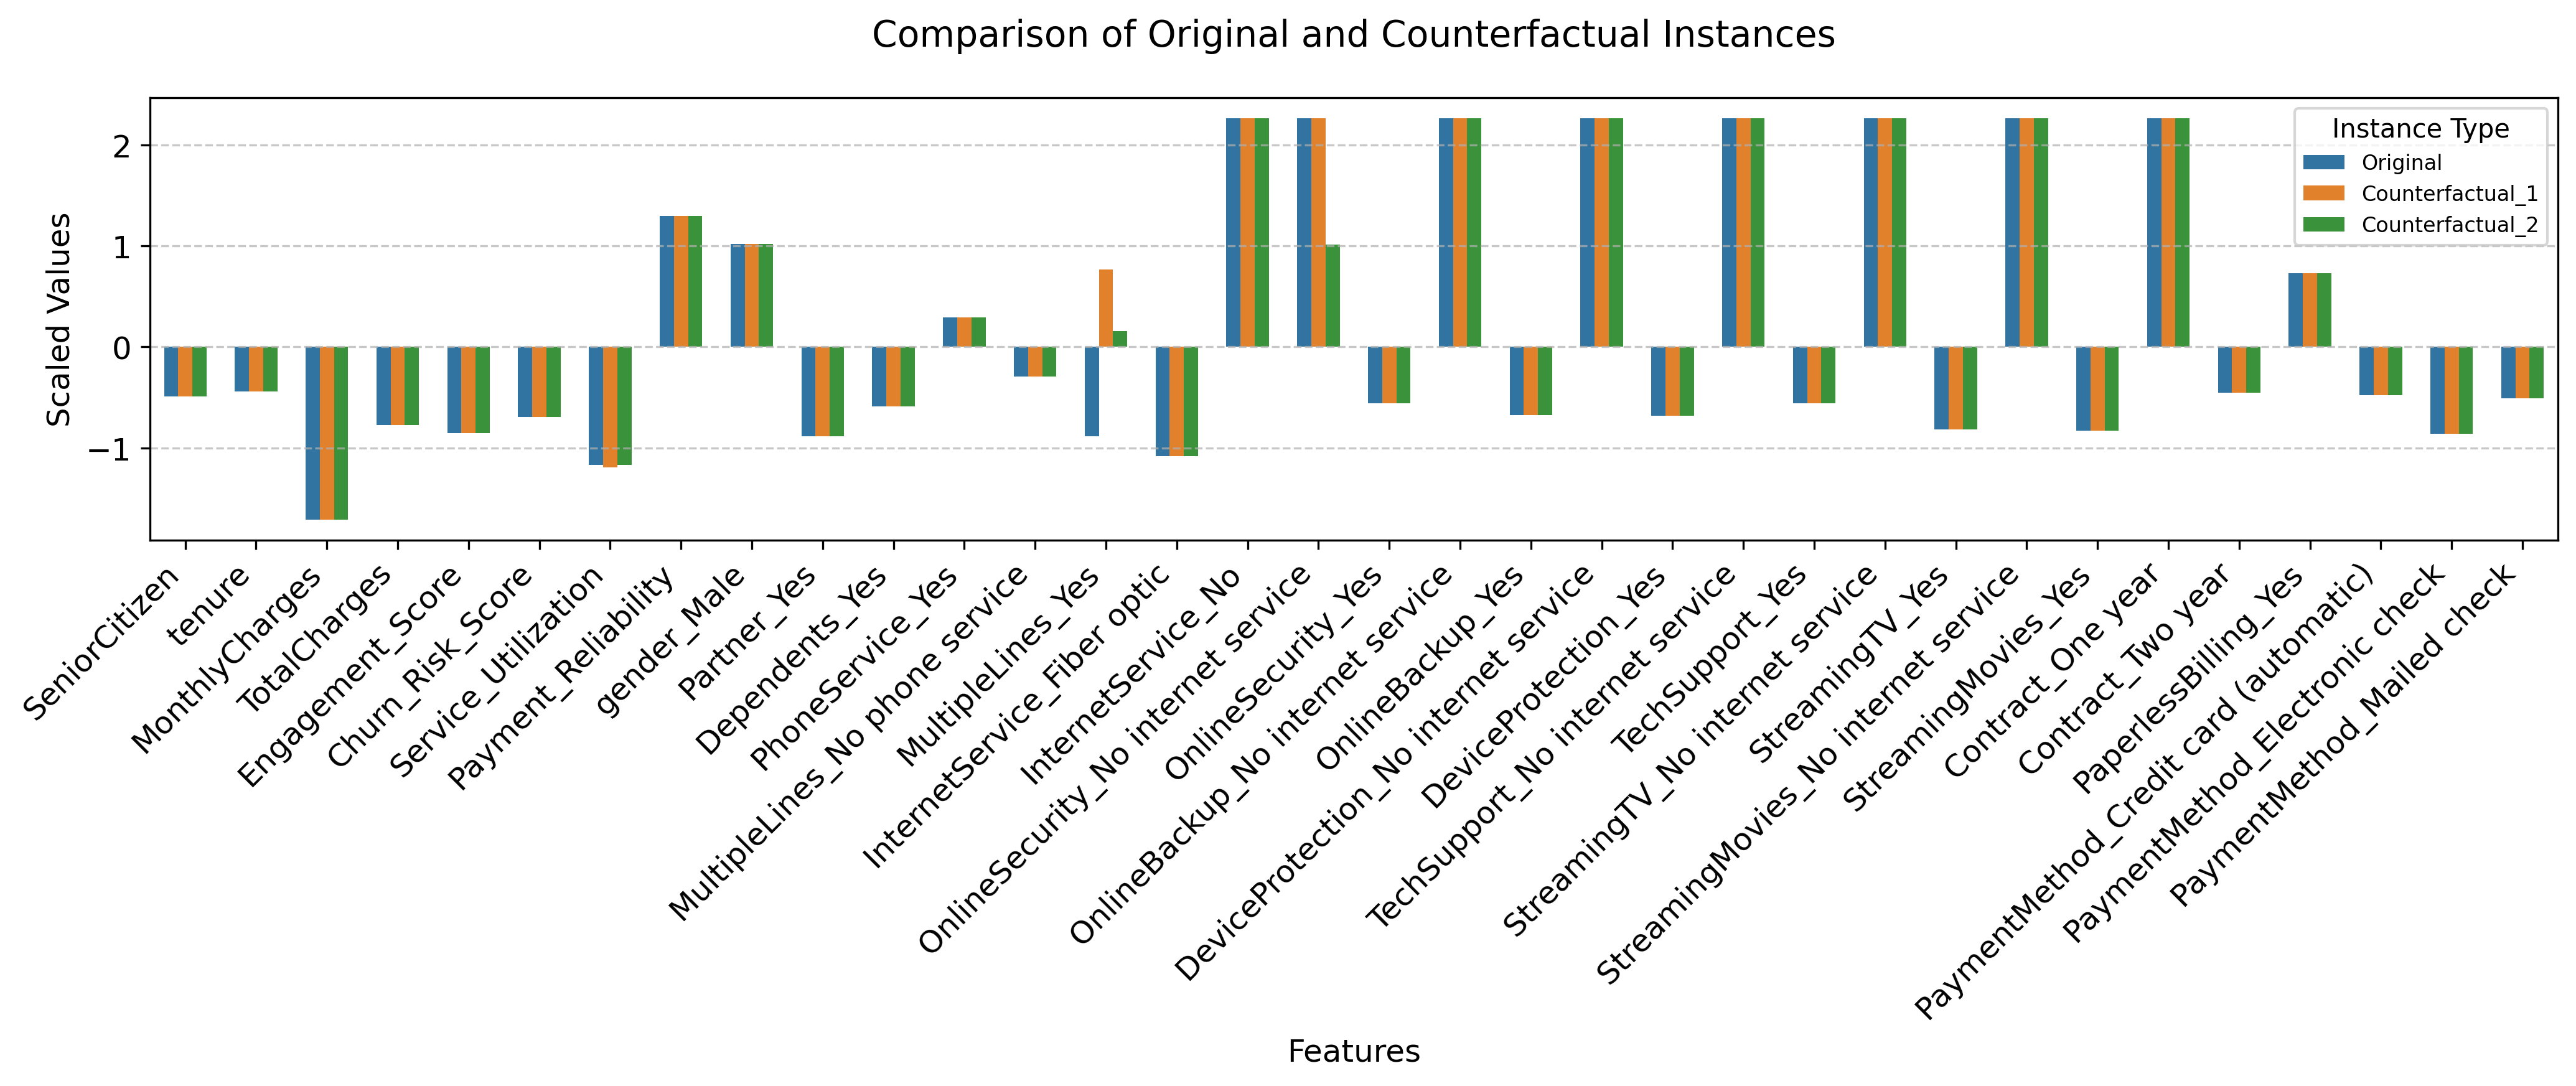 Comparison of Original and Counterfactual Instances
Scaled Values
2
1
0
−1
Instance Type
Original
Counterfactual_1
Counterfactual_2
SeniorCitizen
tenure
MonthlyCharges
TotalCharges
Engagement_Score
Churn_Risk_Score
Service_Utilization
Payment_Reliability
gender_Male
Partner_Yes
Dependents_Yes
PhoneService_Yes
MultipleLines_No phone service
MultipleLines_Yes
InternetService_Fiber optic
InternetService_No
OnlineSecurity_No internet service
OnlineSecurity_Yes
OnlineBackup_No internet service
OnlineBackup_Yes
DeviceProtection_No internet service
DeviceProtection_Yes
TechSupport_No internet service
TechSupport_Yes
StreamingTV_No internet service
StreamingTV_Yes
StreamingMovies_No internet service
StreamingMovies_Yes
Contract_One year
Contract_Two year
PaperlessBilling_Yes
PaymentMethod_Credit card (automatic)
PaymentMethod_Electronic check
PaymentMethod_Mailed check
Features